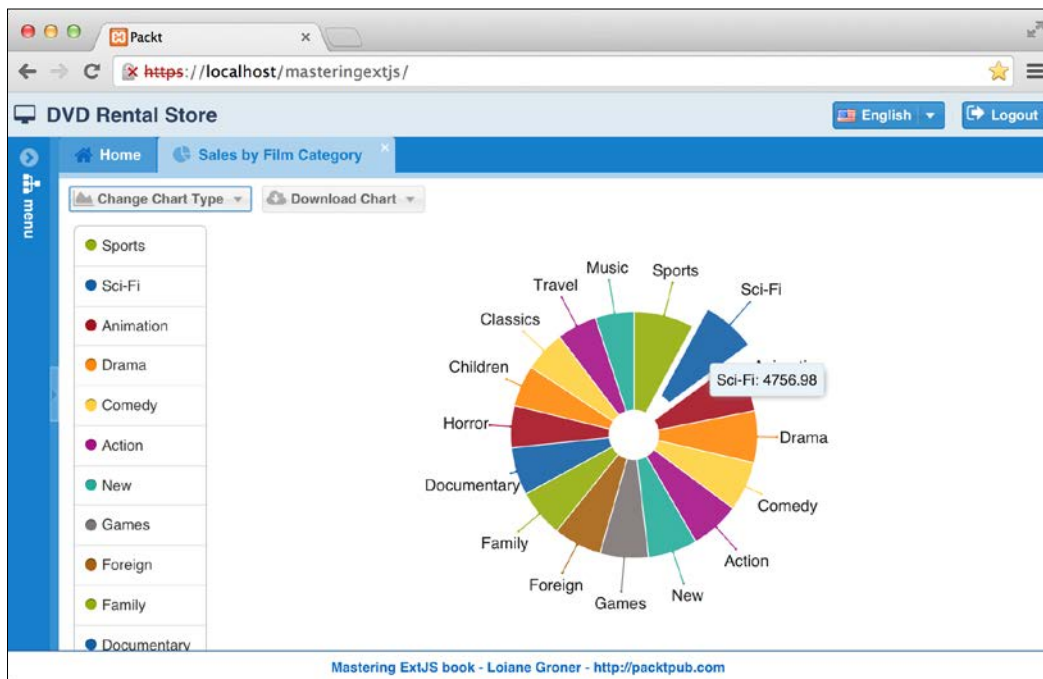 Packt
https://localhost/masteringextjs/
DVD Rental Store
English
Logout
Home
Sales by Film Category
menu
Change Chart Type
Download Chart
Sports
Sci-Fi
Animation
Drama
Comedy
Action
New
Games
Foreign
Family
Documentary
Music
Sports
Travel
Sci-Fi
Classics
Children
Sci-Fi: 4756.98
Horror
Drama
Documentary
Comedy
Family
Action
Foreign
New
Games
Mastering ExtJS book - Loiane Groner - http://packtpub.com